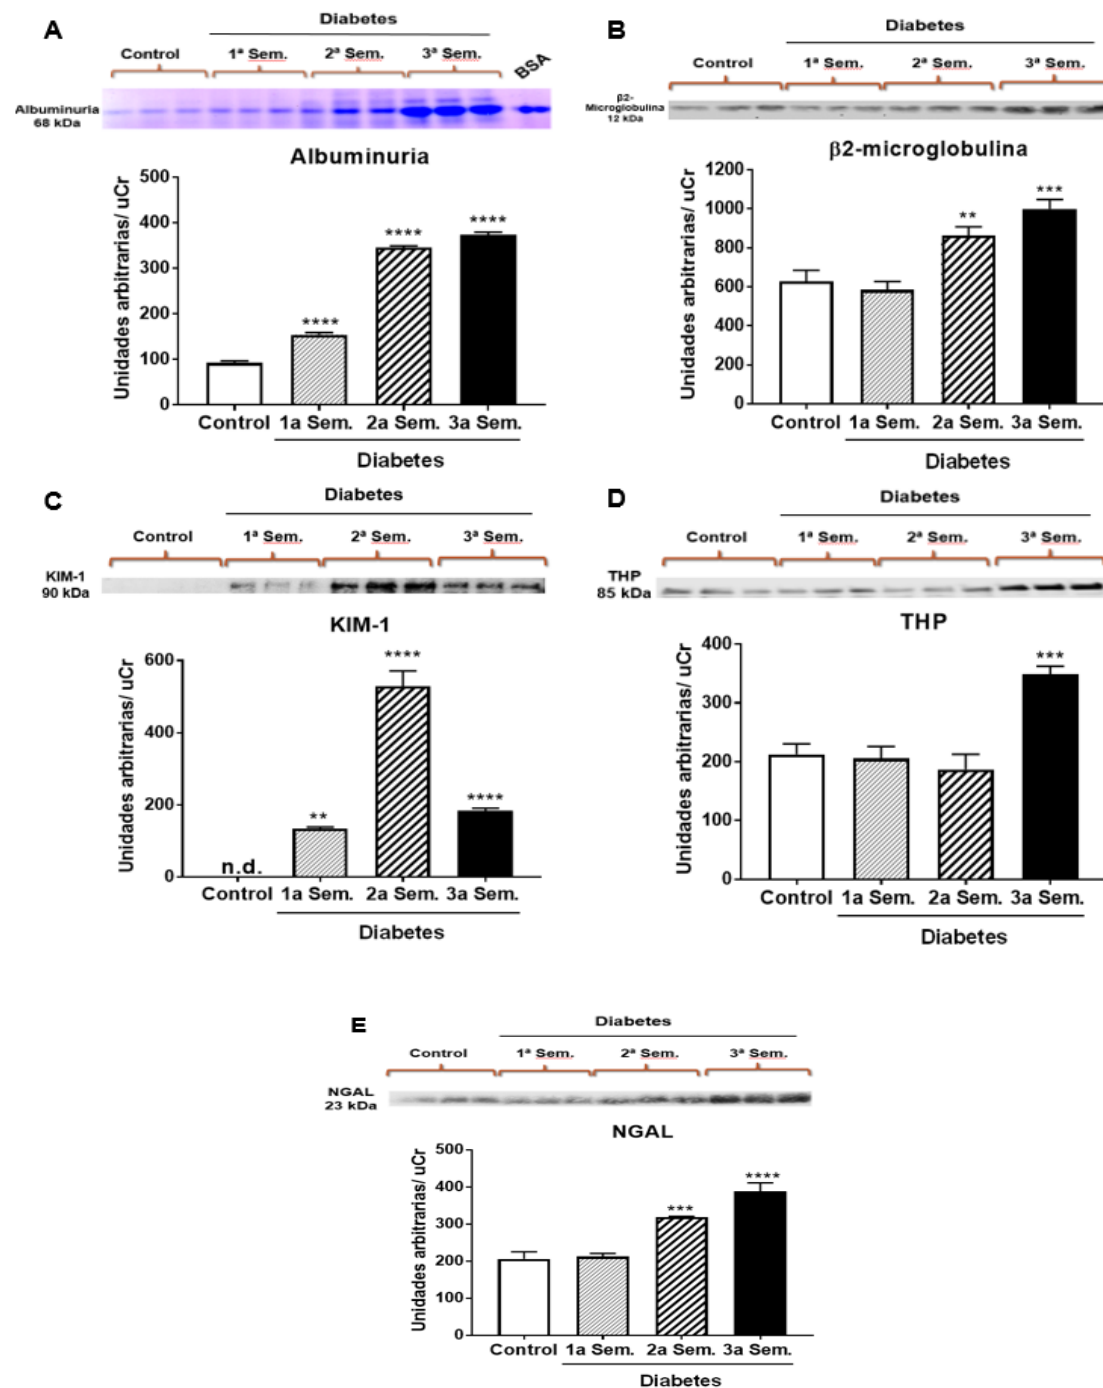 A
Diabetes
Control 1ª Sem. 2ª Sem. 3ª Sem. BSA
Albuminuria
68 kDa
Albuminuria
Unidades arbitrarias/ uCr
500
400
300
200
100
0
**** **** ****
Control 1a Sem. 2a Sem. 3a Sem.
Diabetes
B
Diabetes
Control 1ª Sem. 2ª Sem. 3ª Sem.
β2-
Microglobulina
12 kDa
β2-microglobulina
Unidades arbitrarias/ uCr
1200
1000
800
600
400
200
0
** ***
Control 1a Sem. 2a Sem. 3a Sem.
Diabetes
C
Diabetes
Control 1ª Sem. 2ª Sem. 3ª Sem.
KIM-1
90 kDa
KIM-1
Unidades arbitrarias/ uCr
600
400
200
0
n.d. ** **** ****
Control 1a Sem. 2a Sem. 3a Sem.
Diabetes
D
Diabetes
Control 1ª Sem. 2ª Sem. 3ª Sem.
THP
85 kDa
THP
Unidades arbitrarias/ uCr
400
300
200
100
0
***
Control 1a Sem. 2a Sem. 3a Sem.
Diabetes
E
Diabetes
Control 1ª Sem. 2ª Sem. 3ª Sem.
NGAL
23 kDa
NGAL
Unidades arbitrarias/ uCr
500
400
300
200
100
0
*** ****
Control 1a Sem. 2a Sem. 3a Sem.
Diabetes